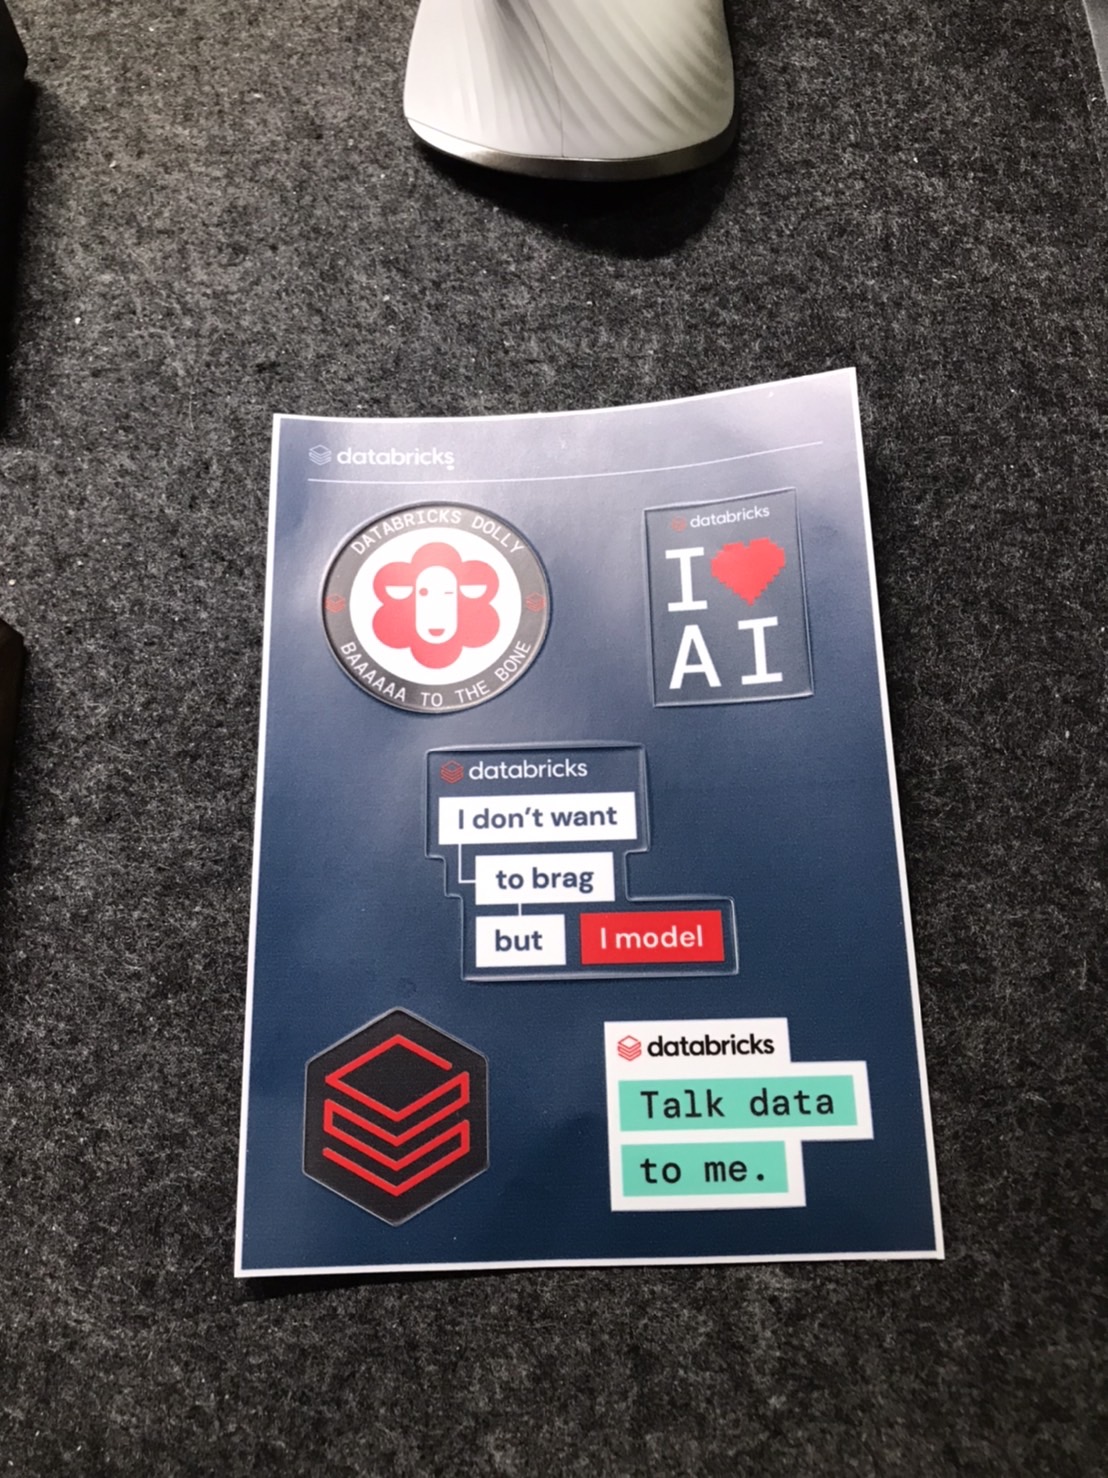 databricks
DATABRICKS DOLLY
BAAAAAA TO THE BONE
databricks
I ♥
AI
databricks
I don't want
to brag
but I model
databricks
Talk data
to me.